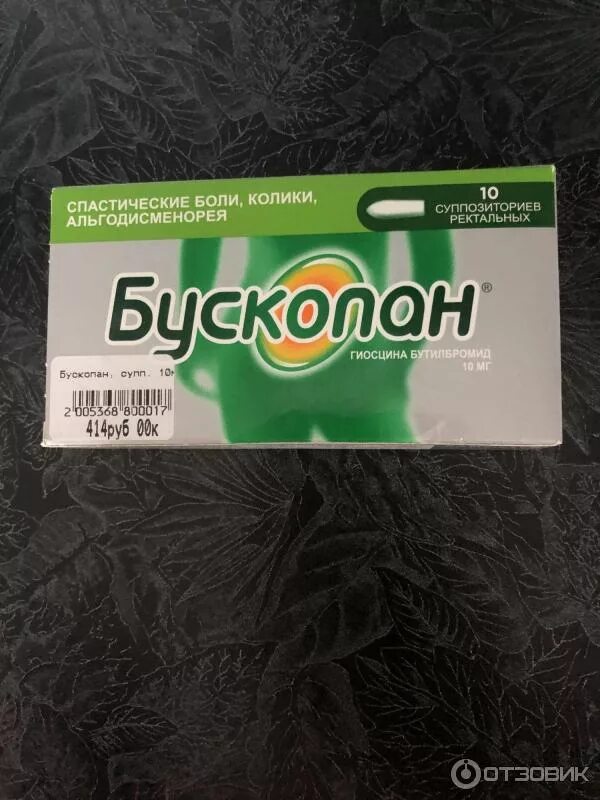 СПАСТИЧЕСКИЕ БОЛИ, КОЛИКИ,
АЛЬГОДИСМЕНОРЕЯ
10
СУППОЗИТОРИЕВ
РЕКТАЛЬНЫХ
Бускопан®
ГИОСЦИНА БУТИЛБРОМИД
10 МГ
Бускопан, супп. 10м
2 005368 800017
414руб 00к
ОТЗОВИК